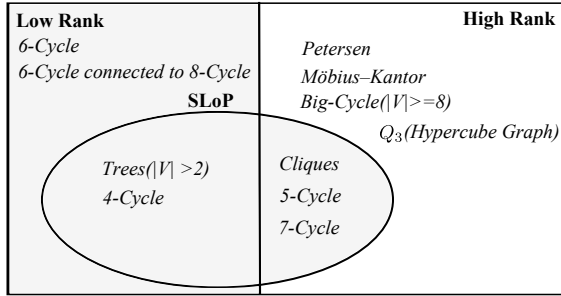 Low Rank
6-Cycle
6-Cycle connected to 8-Cycle
SLoP
Trees(|V| >2)
4-Cycle
High Rank
Petersen
Möbius–Kantor
Big-Cycle(|V|>=8)
Q₃(Hypercube Graph)
Cliques
5-Cycle
7-Cycle